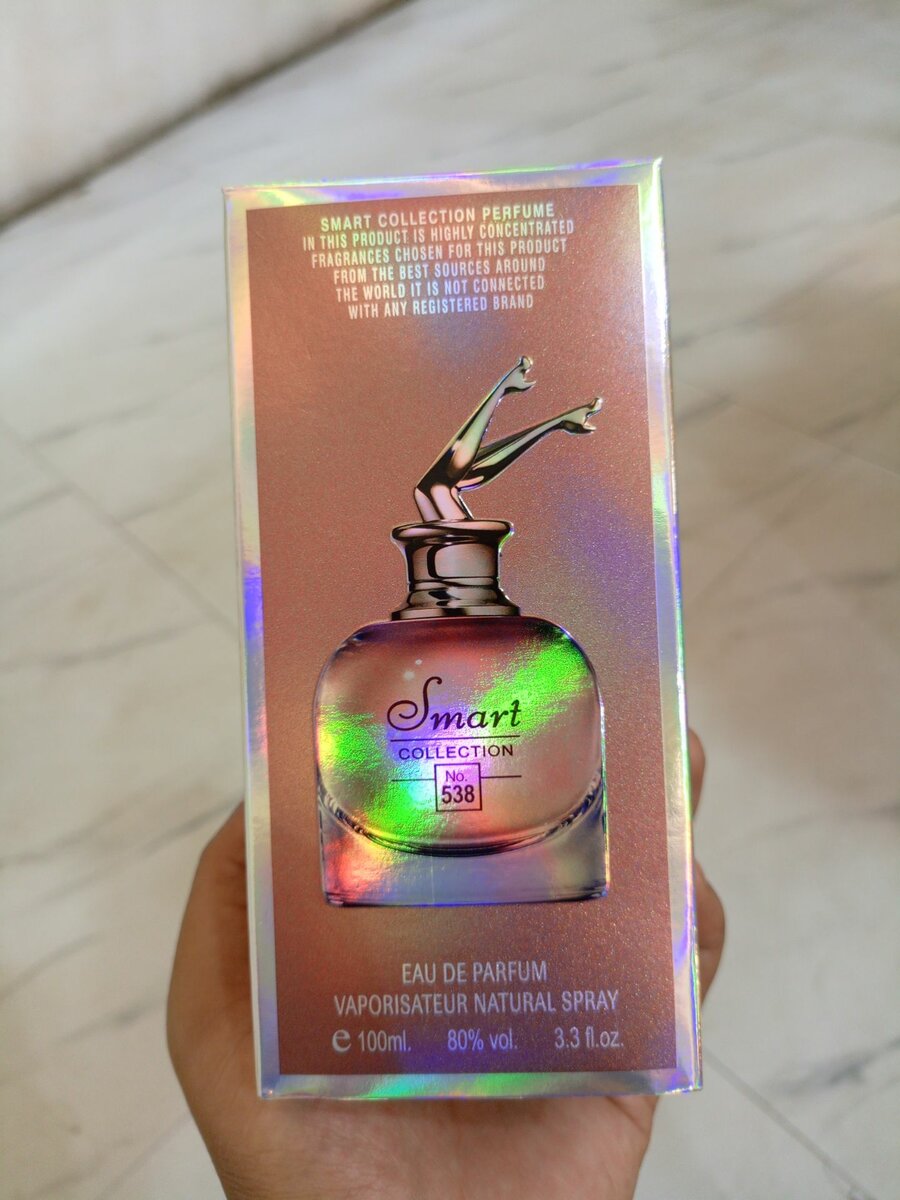 SMART COLLECTION PERFUME
IN THIS PRODUCT IS HIGHLY CONCENTRATED
FRAGRANCES CHOSEN FOR THIS PRODUCT
FROM THE BEST SOURCES AROUND
THE WORLD IT IS NOT CONNECTED
WITH ANY REGISTERED BRAND
Smart
COLLECTION
No.
538
EAU DE PARFUM
VAPORISATEUR NATURAL SPRAY
e 100ml. 80% vol. 3.3 fl.oz.